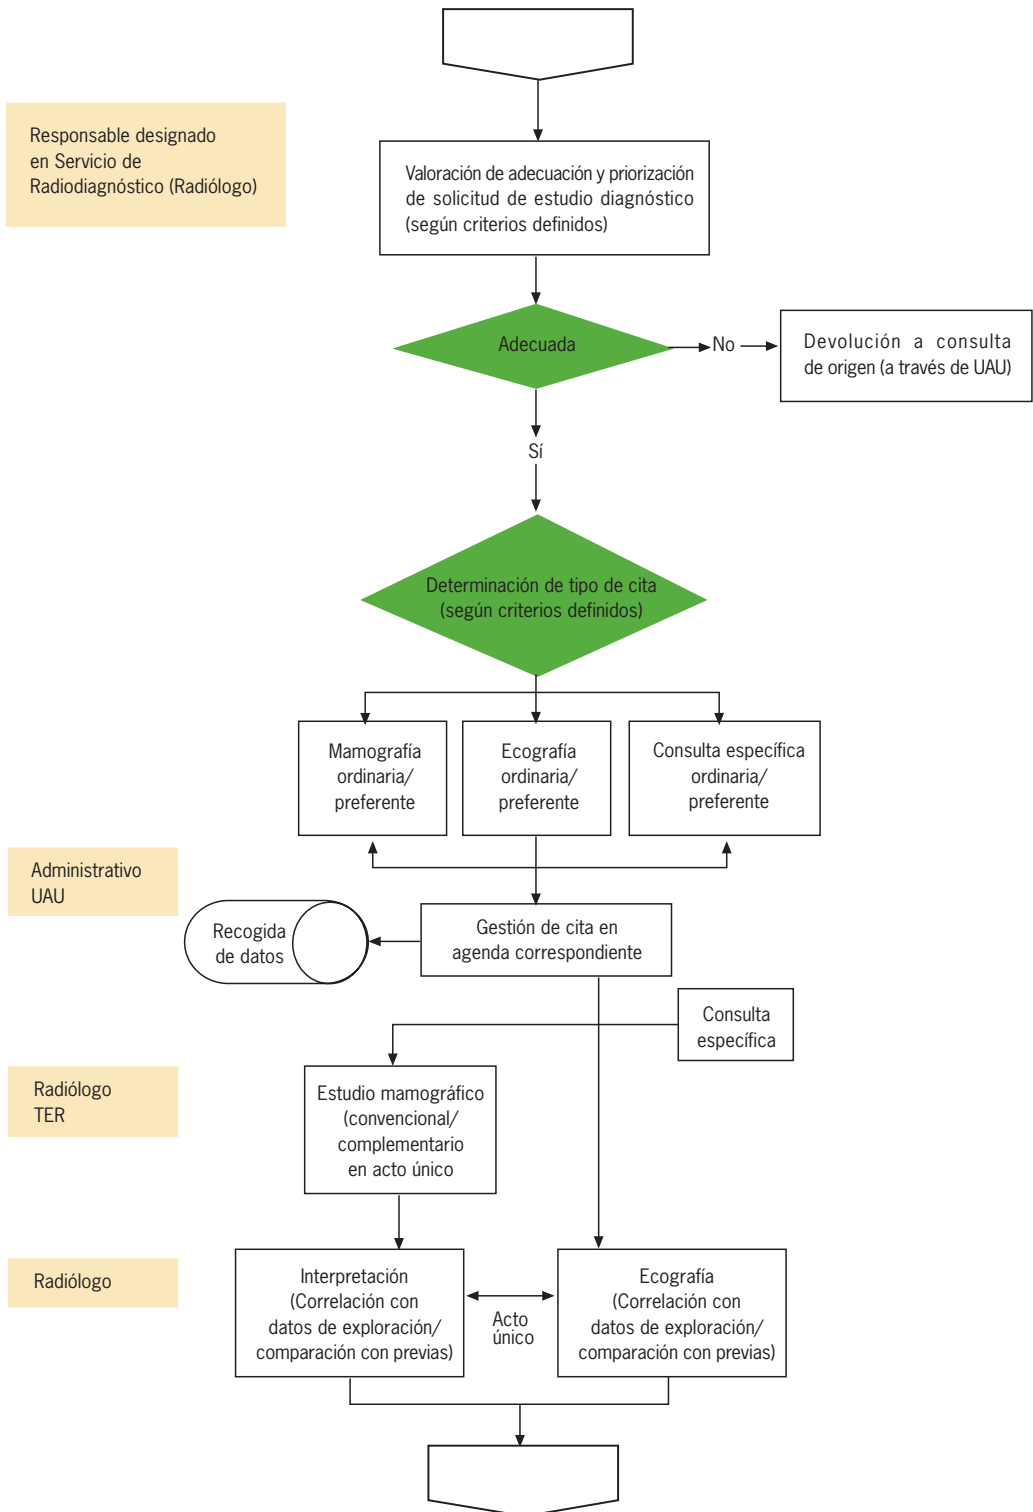 Responsable designado
en Servicio de
Radiodiagnóstico (Radiólogo)
Valoración de adecuación y priorización
de solicitud de estudio diagnóstico
(según criterios definidos)
Adecuada
No
Devolución a consulta
de origen (a través de UAU)
Sí
Determinación de tipo de cita
(según criterios definidos)
Mamografía
ordinaria/
preferente
Ecografía
ordinaria/
preferente
Consulta específica
ordinaria/
preferente
Administrativo
UAU
Recogida
de datos
Gestión de cita en
agenda correspondiente
Consulta
específica
Radiólogo
TER
Estudio mamográfico
(convencional/
complementario
en acto único
Radiólogo
Interpretación
(Correlación con
datos de exploración/
comparación con previas)
Acto
único
Ecografía
(Correlación con
datos de exploración/
comparación con previas)